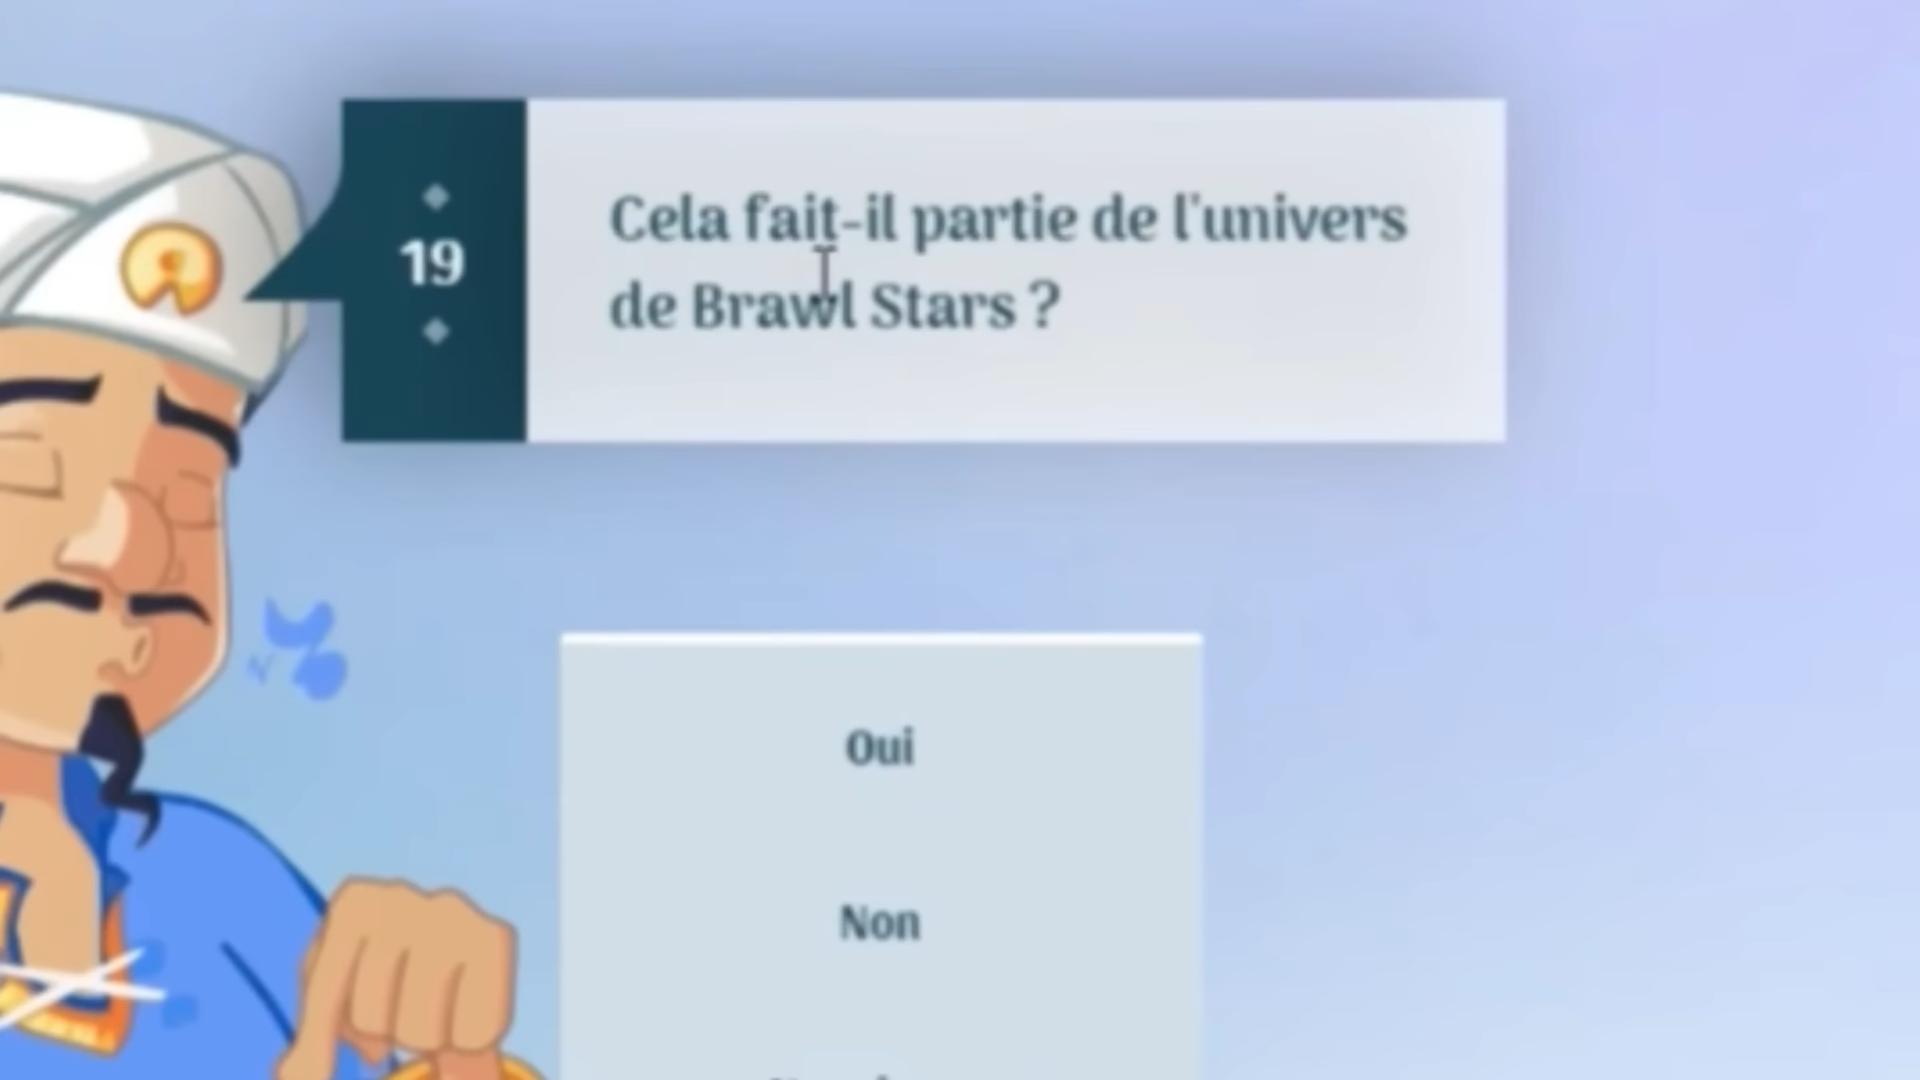 19
Cela fait-il partie de l'univers
de Brawl Stars ?
Oui
Non